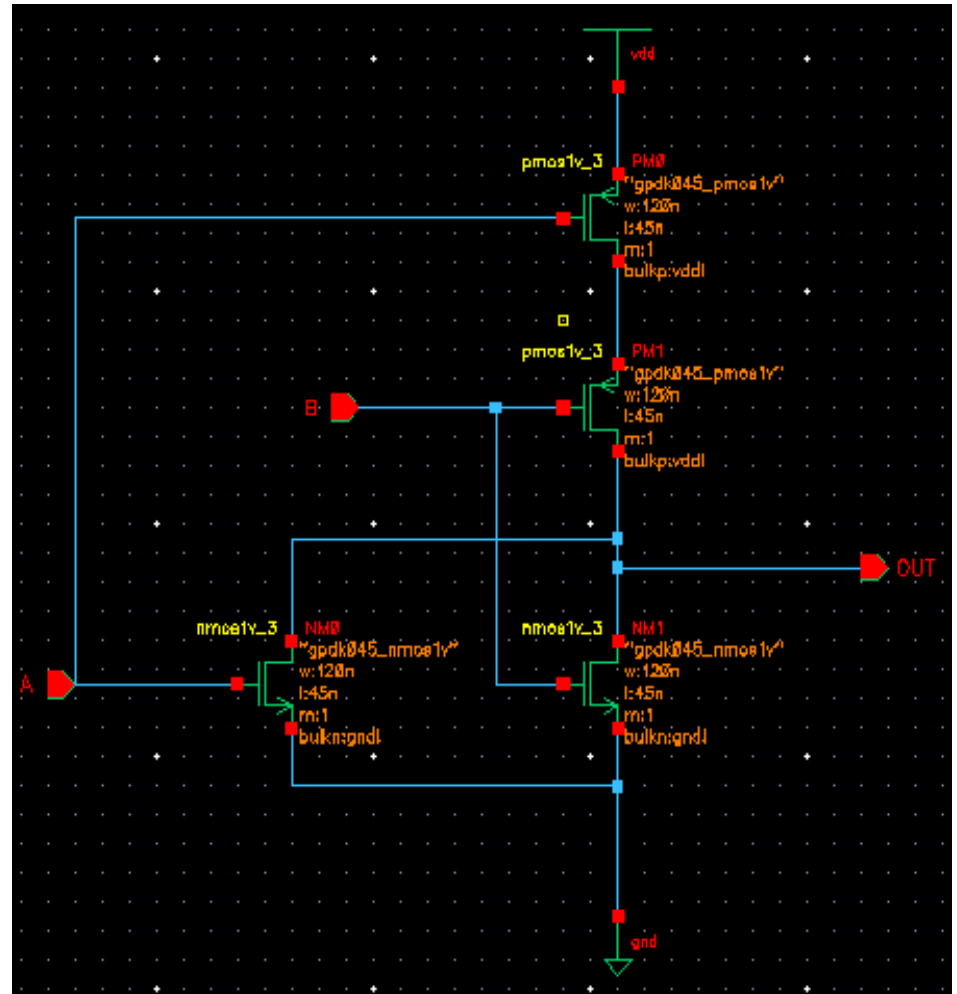 vdd
pmos1v_3 PM0
"gpdk045_pmos1v"
w:120n
l:45n
m:1
bulkp:vdd!
pmos1v_3 PM1
"gpdk045_pmos1v"
w:120n
B
l:45n
m:1
bulkp:vdd!
OUT
nmos1v_3 NM0
"gpdk045_nmos1v"
w:120n
A
l:45n
m:1
bulkn:gnd!
nmos1v_3 NM1
"gpdk045_nmos1v"
w:120n
l:45n
m:1
bulkn:gnd!
gnd